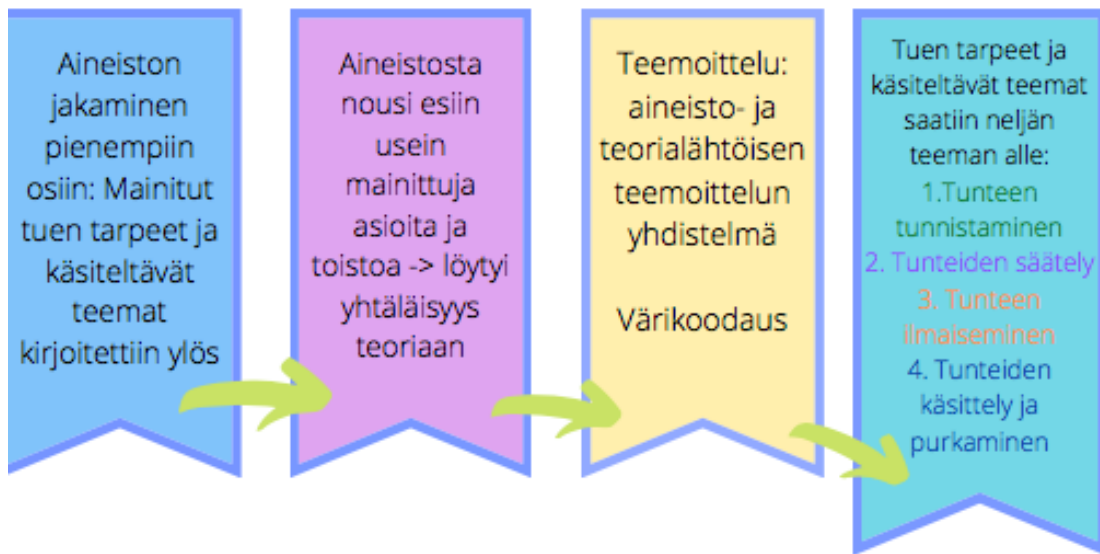 Aineiston
jakaminen
pienempiin
osiin: Mainitut
tuen tarpeet ja
käsiteltävät
teemat
kirjoitettiin ylös
Aineistosta
nousi esiin
usein
mainittuja
asioita ja
toistoa -> löytyi
yhtäläisyys
teoriaan
Teemoittelu:
aineisto- ja
teorialähtöisen
teemoittelun
yhdistelmä
Värikoodaus
Tuen tarpeet ja
käsiteltävät teemat
saatiin neljän
teeman alle:
1.Tunteen
tunnistaminen
2. Tunteiden säätely
3. Tunteen
ilmaiseminen
4. Tunteiden
käsittely ja
purkaminen